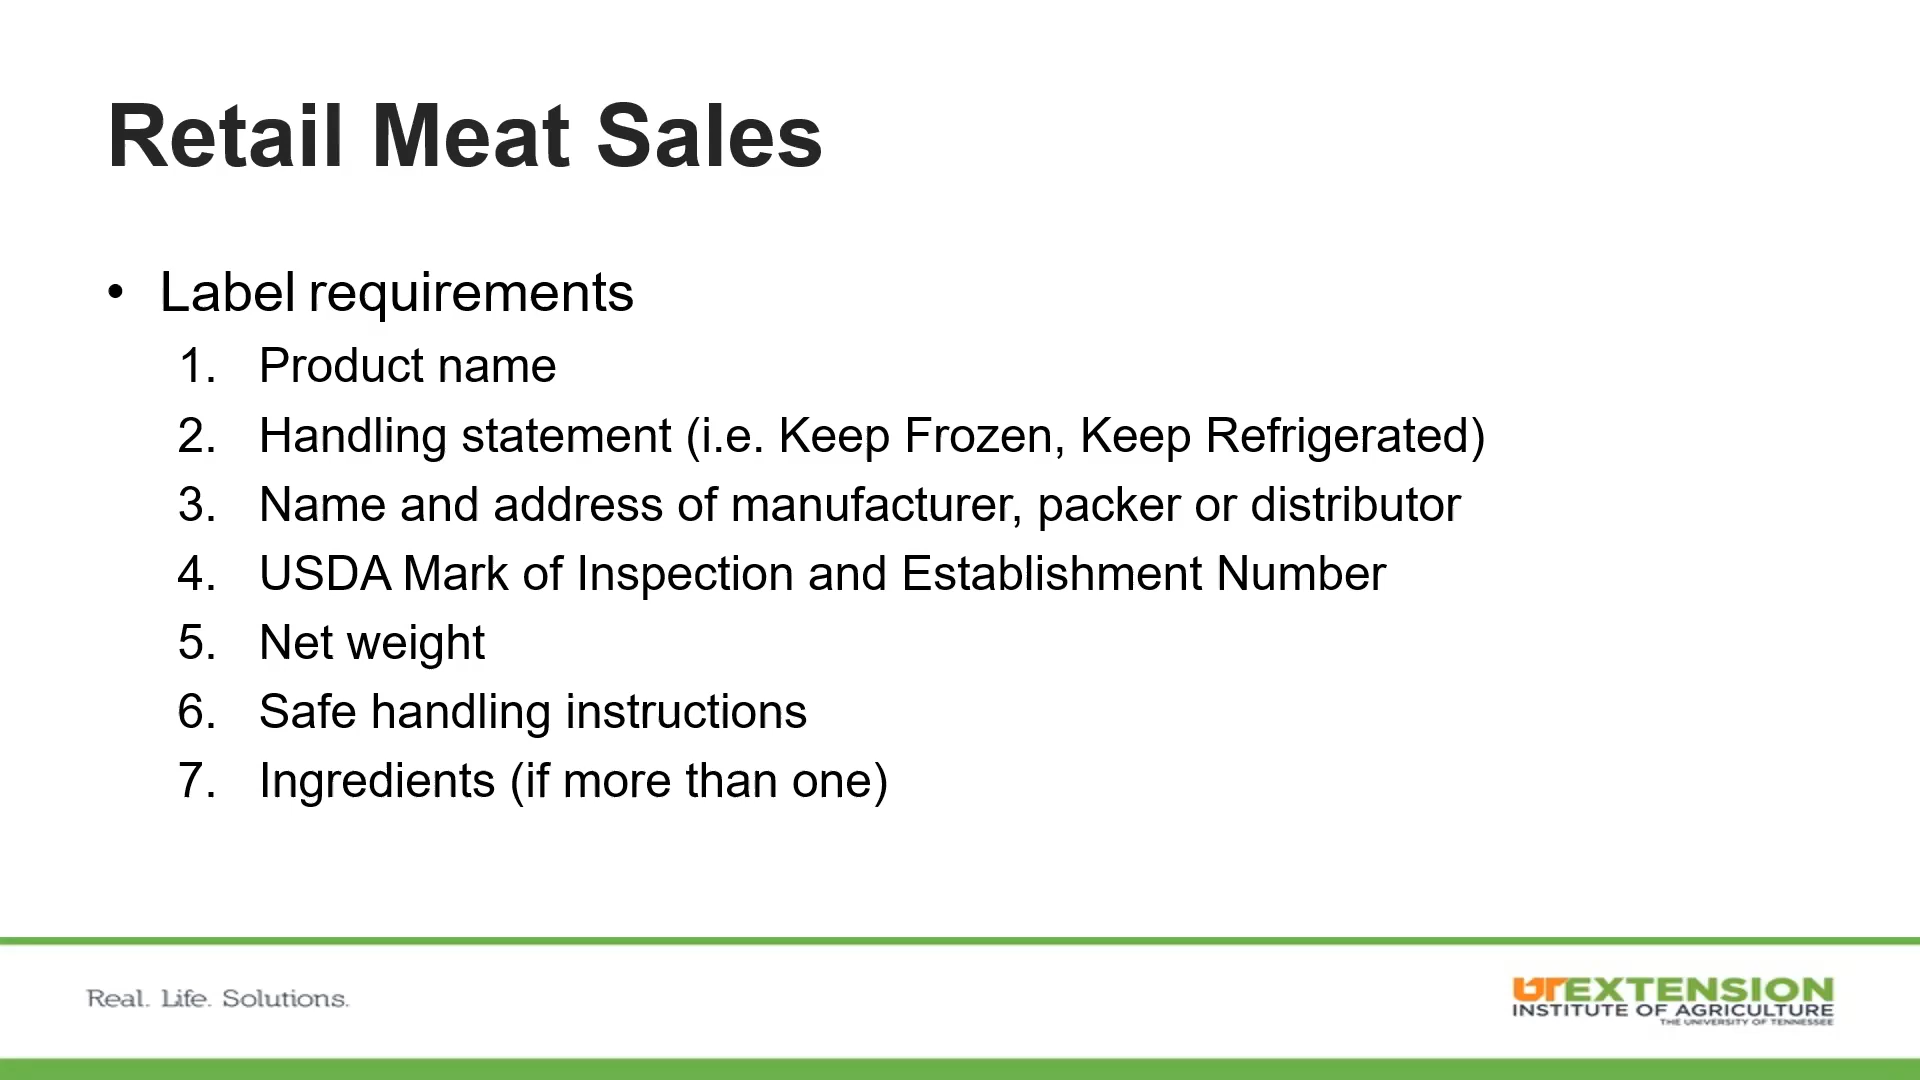 Retail Meat Sales
• Label requirements
1. Product name
2. Handling statement (i.e. Keep Frozen, Keep Refrigerated)
3. Name and address of manufacturer, packer or distributor
4. USDA Mark of Inspection and Establishment Number
5. Net weight
6. Safe handling instructions
7. Ingredients (if more than one)
Real. Life. Solutions.
UTEXTENSION
INSTITUTE OF AGRICULTURE
THE UNIVERSITY OF TENNESSEE